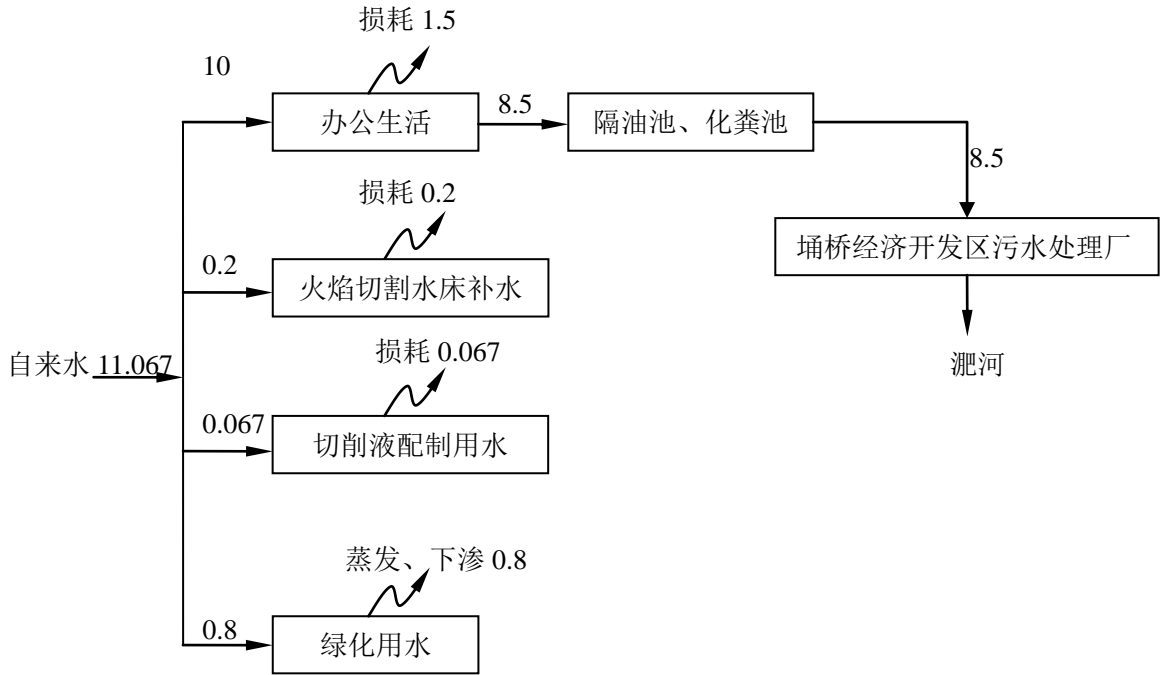 损耗 1.5
10
办公生活
8.5
隔油池、化粪池
8.5
损耗 0.2
埇桥经济开发区污水处理厂
0.2
火焰切割水床补水
自来水 11.067
损耗 0.067
淝河
0.067
切削液配制用水
蒸发、下渗 0.8
0.8
绿化用水